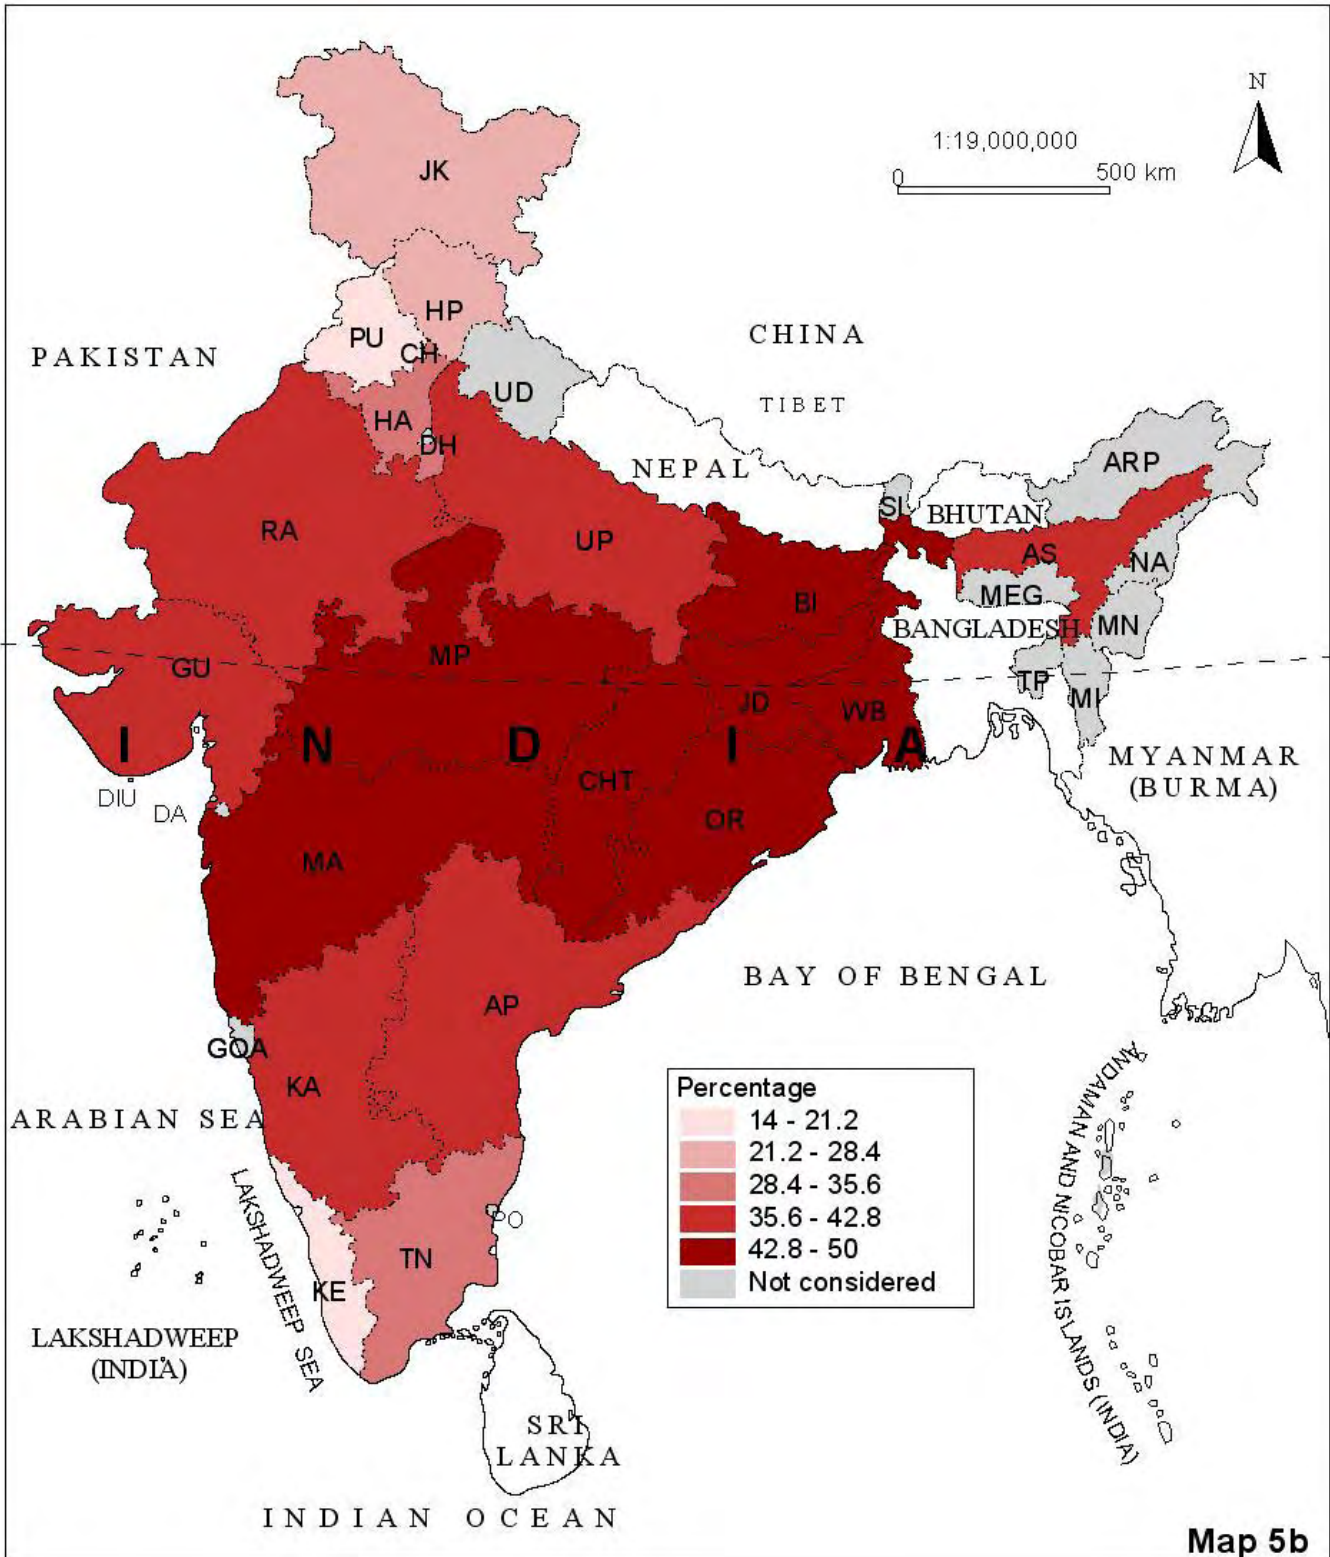 N
1:19,000,000
0 500 km
JK
HP
PU
CH
CHINA
PAKISTAN
UD
TIBET
HA
DH
NEPAL
ARP
SI
BHUTAN
RA
UP
AS
NA
MEG
BI
BANGLADESH
MN
MP
GU
TP
MI
JD
WB
I N D I A
MYANMAR
(BURMA)
CHT
DIU
DA
OR
MA
BAY OF BENGAL
AP
GOA
KA
ARABIAN SEA
Percentage
14 - 21.2
21.2 - 28.4
28.4 - 35.6
35.6 - 42.8
42.8 - 50
Not considered
ANDAMAN AND NICOBAR ISLANDS (INDIA)
LAKSHADWEEP SEA
PO
TN
KE
LAKSHADWEEP
(INDIA)
SRI
LANKA
INDIAN OCEAN
Map 5b